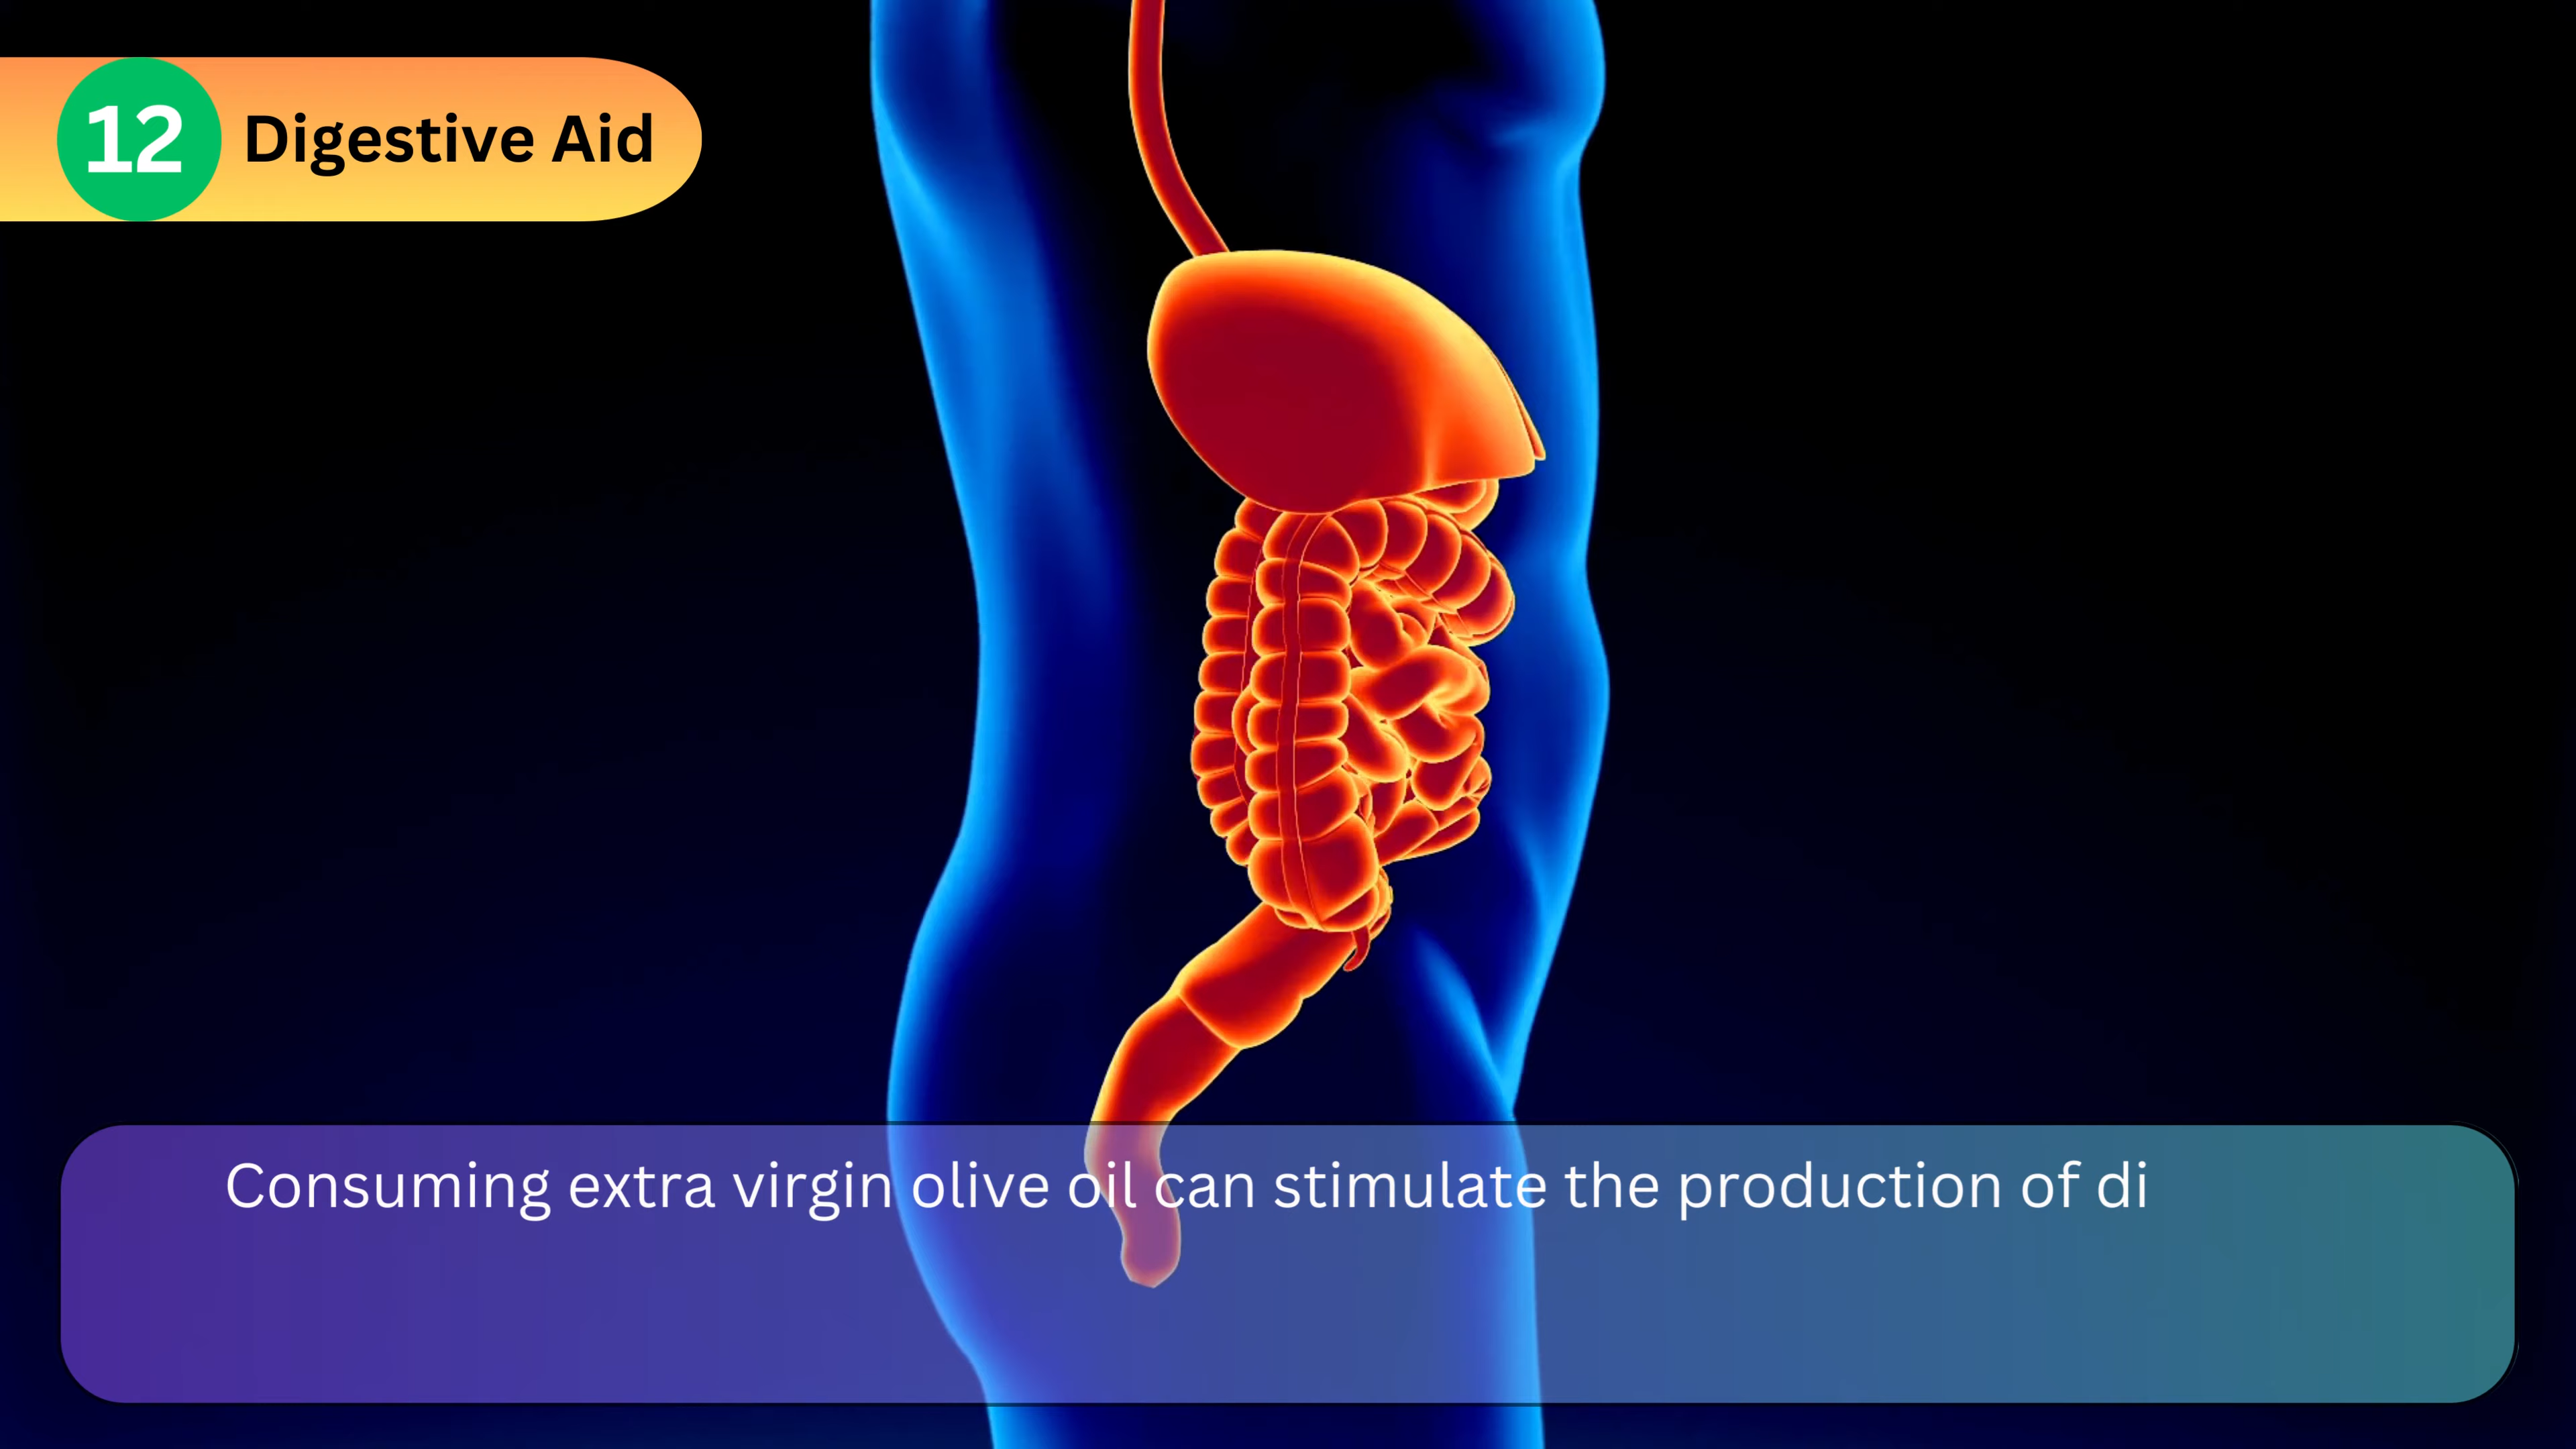 12 Digestive Aid
Consuming extra virgin olive oil can stimulate the production of di